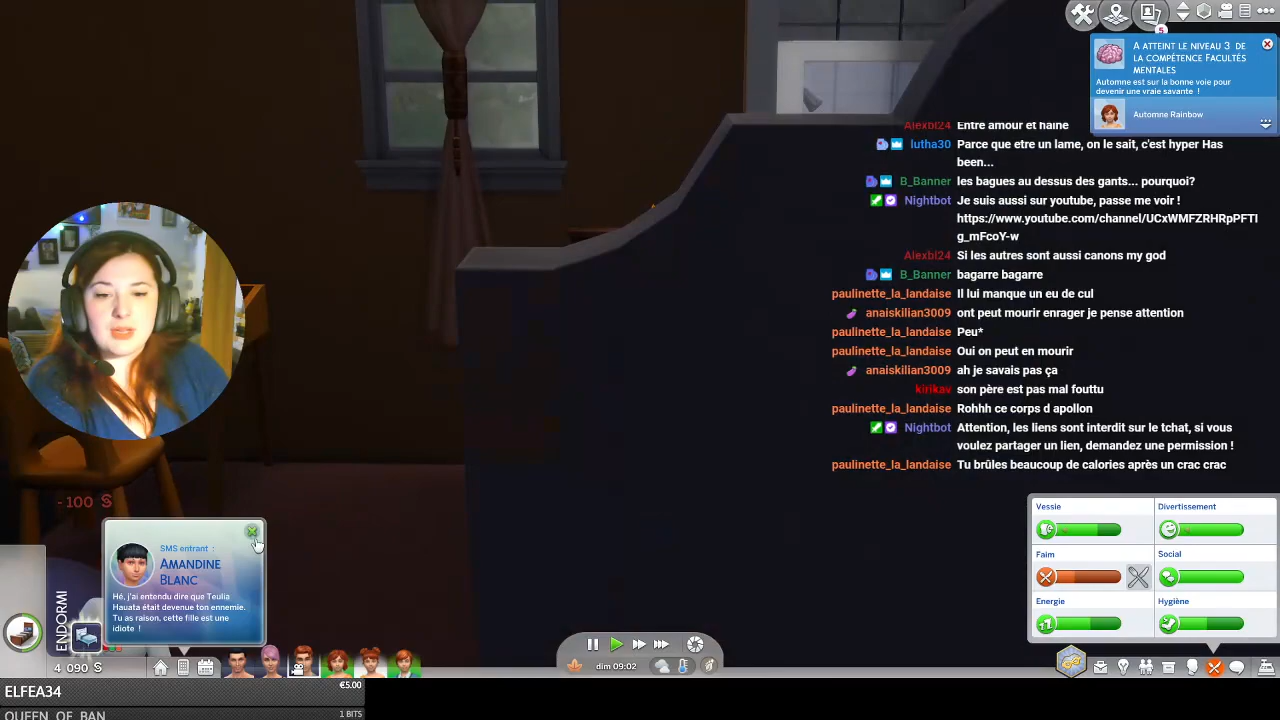 A ATTEINT LE NIVEAU 3 DE
LA COMPÉTENCE FACULTÉS
MENTALES
Automne est sur la bonne voie pour
devenir une vraie savante !
Automne Rainbow
5
Alexbl24 Entre amour et haine
lutha30 Parce que etre un lame, on le sait, c'est hyper Has
been...
B_Banner les bagues au dessus des gants... pourquoi?
Nightbot Je suis aussi sur youtube, passe me voir !
https://www.youtube.com/channel/UCxWMFZRHRpPFTI
g_mFcoY-w
Alexbl24 Si les autres sont aussi canons my god
B_Banner bagarre bagarre
paulinette_la_landaise Il lui manque un eu de cul
anaiskilian3009 ont peut mourir enrager je pense attention
paulinette_la_landaise Peu*
paulinette_la_landaise Oui on peut en mourir
anaiskilian3009 ah je savais pas ça
kirikav son père est pas mal fouttu
paulinette_la_landaise Rohhh ce corps d apollon
Nightbot Attention, les liens sont interdit sur le tchat, si vous
voulez partager un lien, demandez une permission !
paulinette_la_landaise Tu brûles beaucoup de calories après un crac crac
-100 $
SMS entrant :
AMANDINE
BLANC
Hé, j'ai entendu dire que Teulia
Hauata était devenue ton ennemie.
Tu as raison, cette fille est une
idiote !
ENDORMI
4 090 $
dim 09:02
Vessie Divertissement
Faim Social
Energie Hygiène
ELFEA34 €5.00
QUEEN_OF_BAN 1 BITS